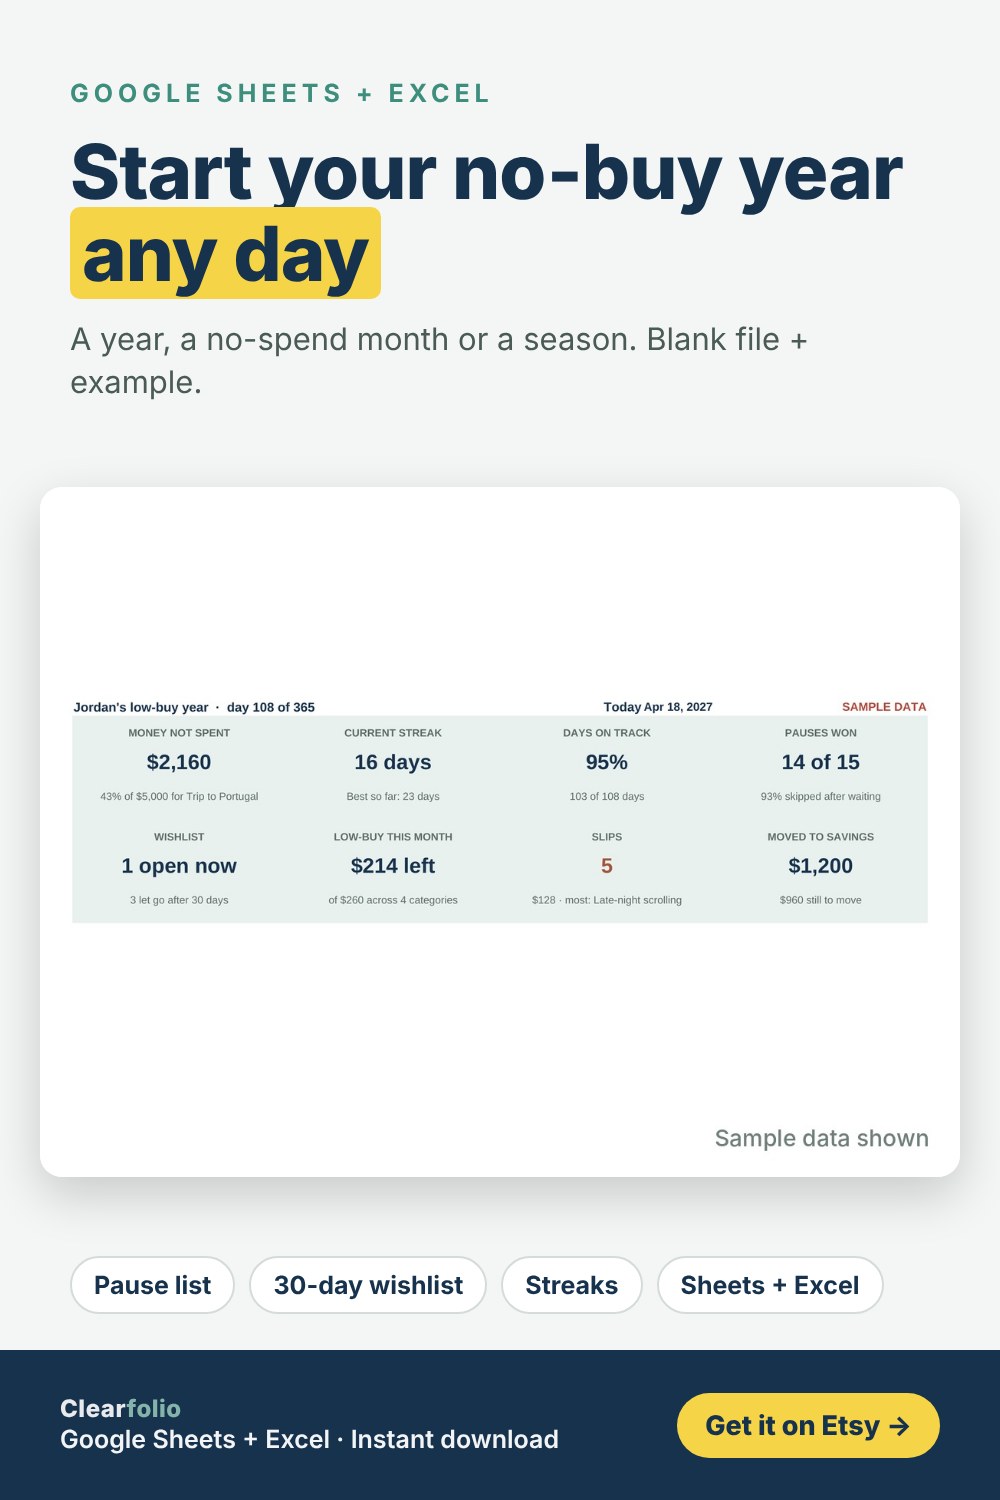 GOOGLE SHEETS + EXCEL
Start your no-buy year
any day
A year, a no-spend month or a season. Blank file +
example.
Jordan's low-buy year · day 108 of 365
Today Apr 18, 2027
SAMPLE DATA
MONEY NOT SPENT
$2,160
43% of $5,000 for Trip to Portugal
CURRENT STREAK
16 days
Best so far: 23 days
DAYS ON TRACK
95%
103 of 108 days
PAUSES WON
14 of 15
93% skipped after waiting
WISHLIST
1 open now
3 let go after 30 days
LOW-BUY THIS MONTH
$214 left
of $260 across 4 categories
SLIPS
5
$128 · most: Late-night scrolling
MOVED TO SAVINGS
$1,200
$960 still to move
Sample data shown
Pause list
30-day wishlist
Streaks
Sheets + Excel
Clearfolio
Google Sheets + Excel · Instant download
Get it on Etsy →